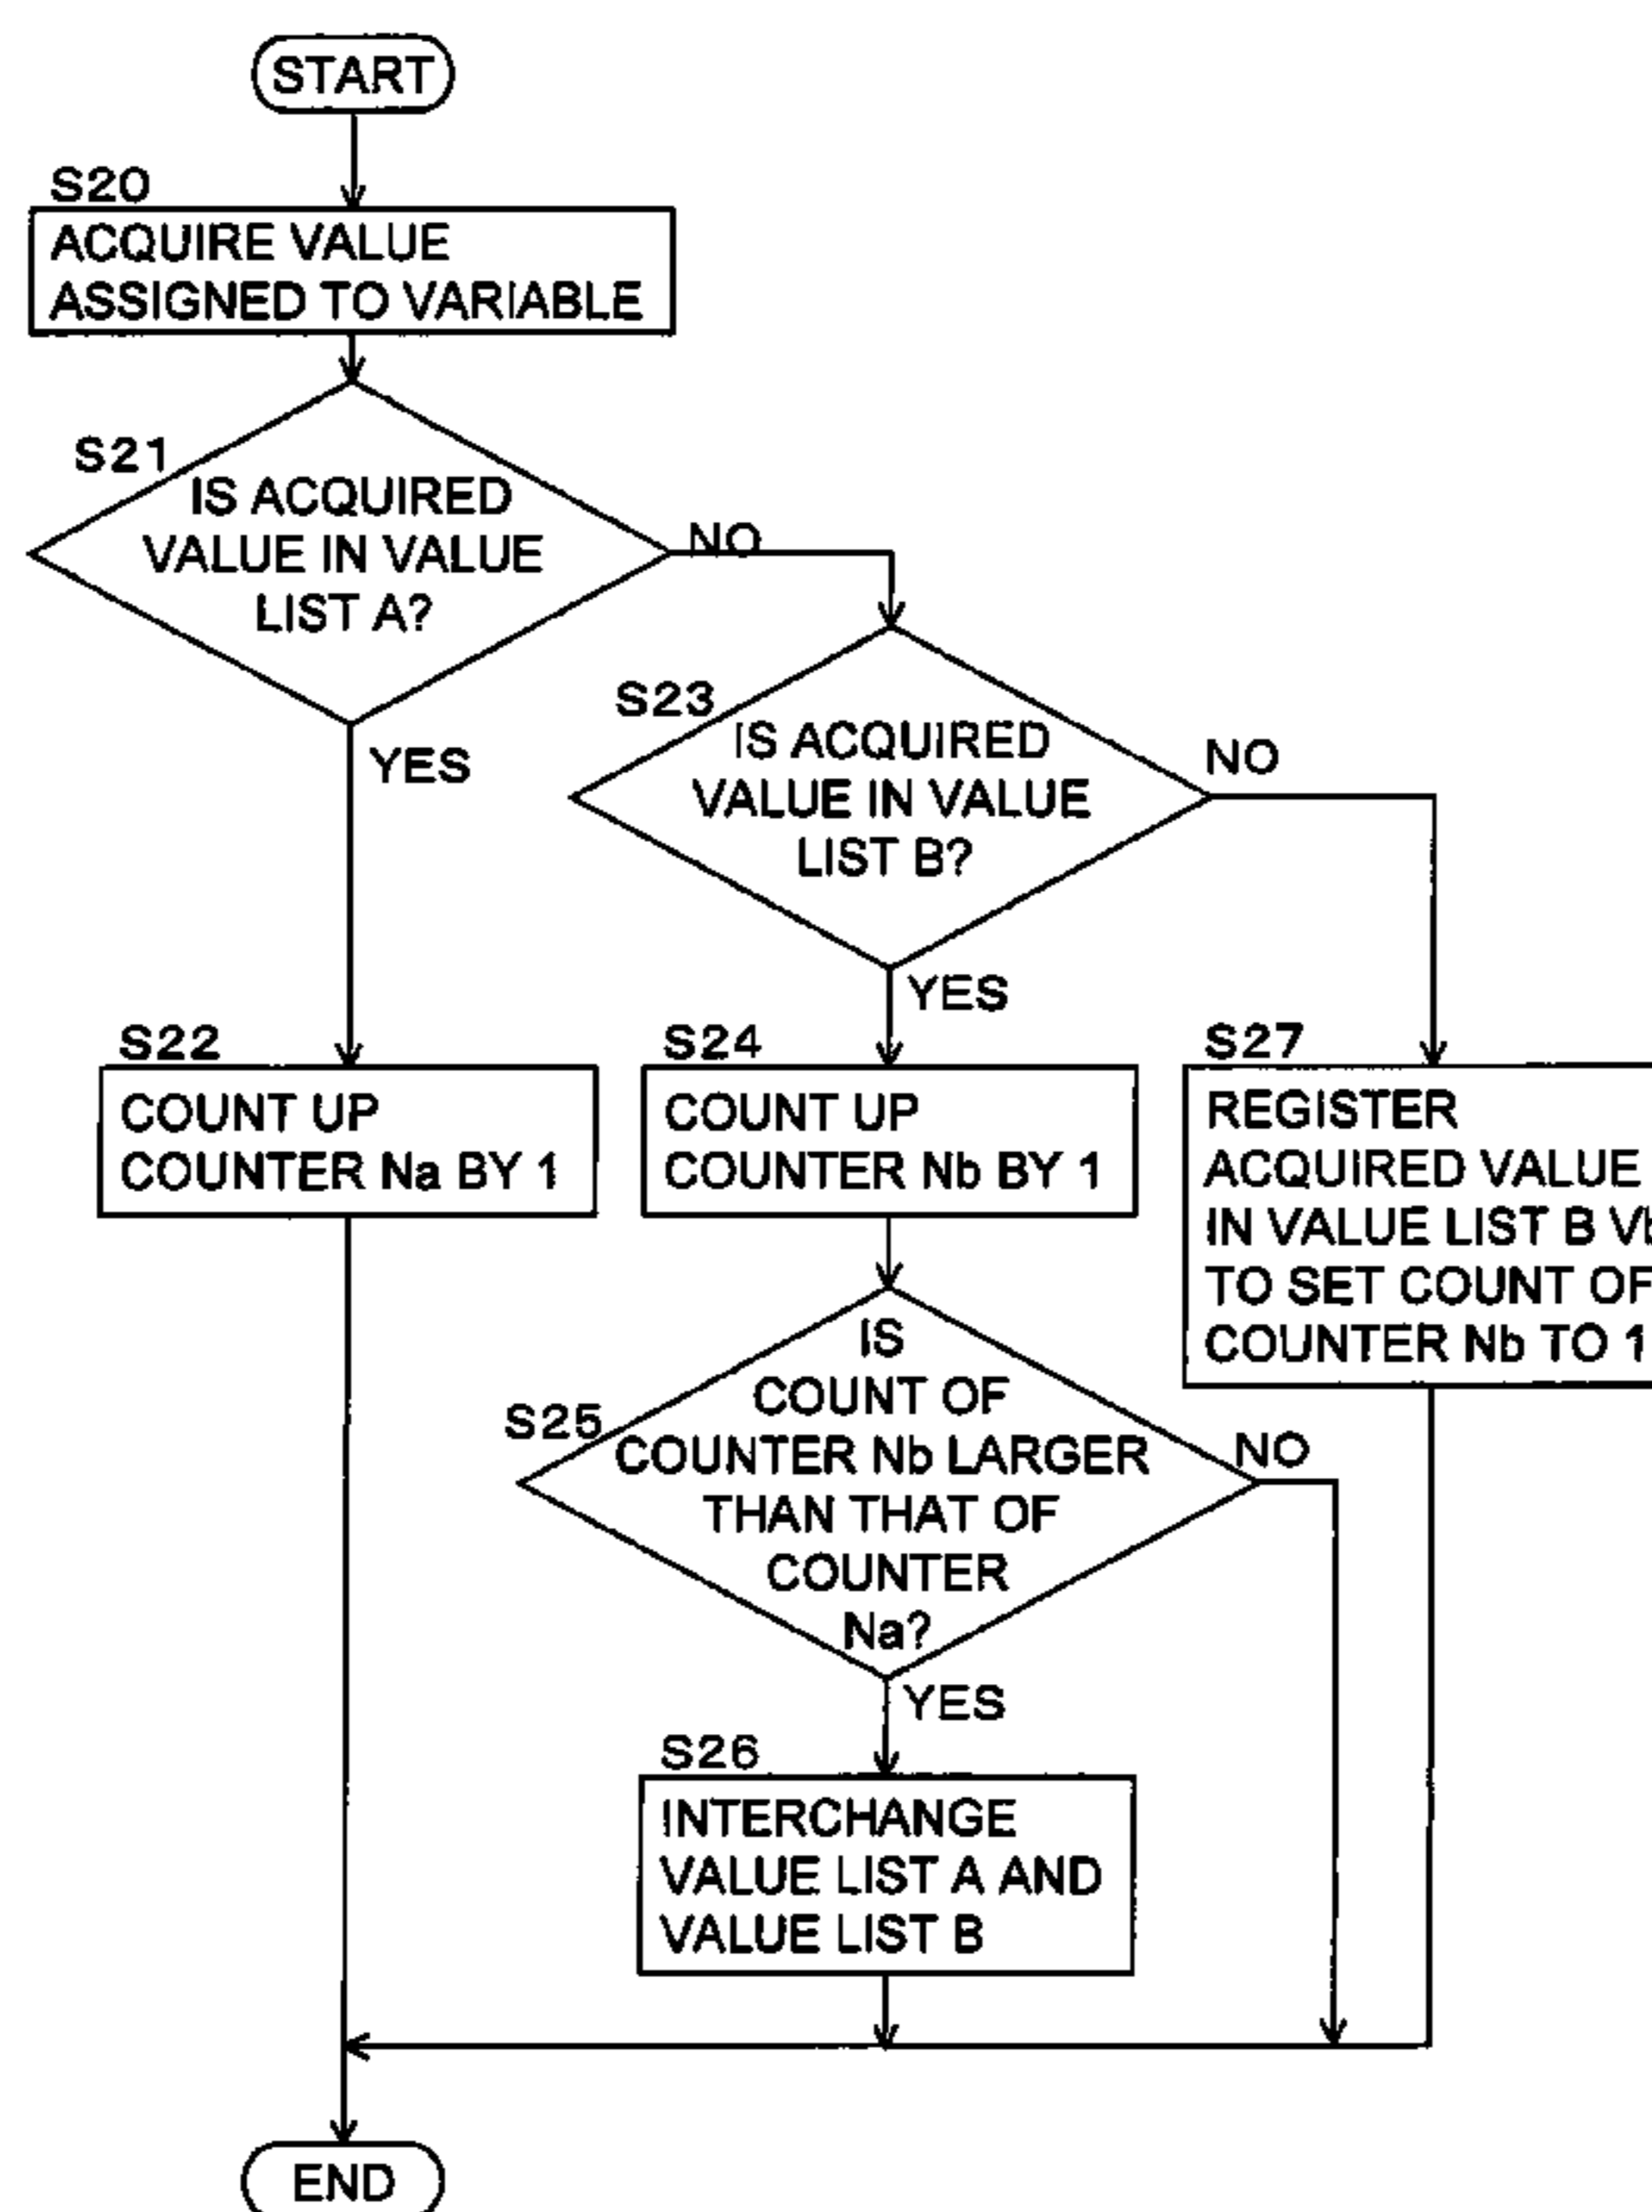 START
S20
ACQUIRE VALUE
ASSIGNED TO VARIABLE
S21
IS ACQUIRED
VALUE IN VALUE
LIST A?
NO
YES
S23
IS ACQUIRED
VALUE IN VALUE
LIST B?
NO
YES
S22
COUNT UP
COUNTER Na BY 1
S24
COUNT UP
COUNTER Nb BY 1
S27
REGISTER
ACQUIRED VALUE
IN VALUE LIST B Vb
TO SET COUNT OF
COUNTER Nb TO 1
S25
IS
COUNT OF
COUNTER Nb LARGER
THAN THAT OF
COUNTER
Na?
NO
YES
S26
INTERCHANGE
VALUE LIST A AND
VALUE LIST B
END